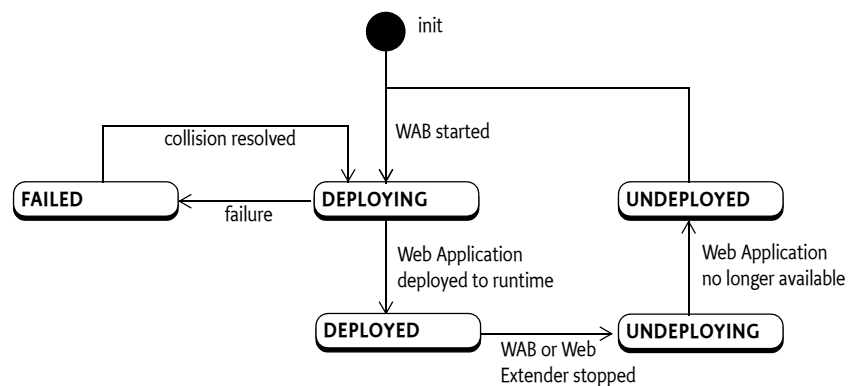 init
WAB started
collision resolved
FAILED
DEPLOYING
UNDEPLOYED
failure
Web Application
deployed to runtime
Web Application
no longer available
DEPLOYED
UNDEPLOYING
WAB or Web
Extender stopped